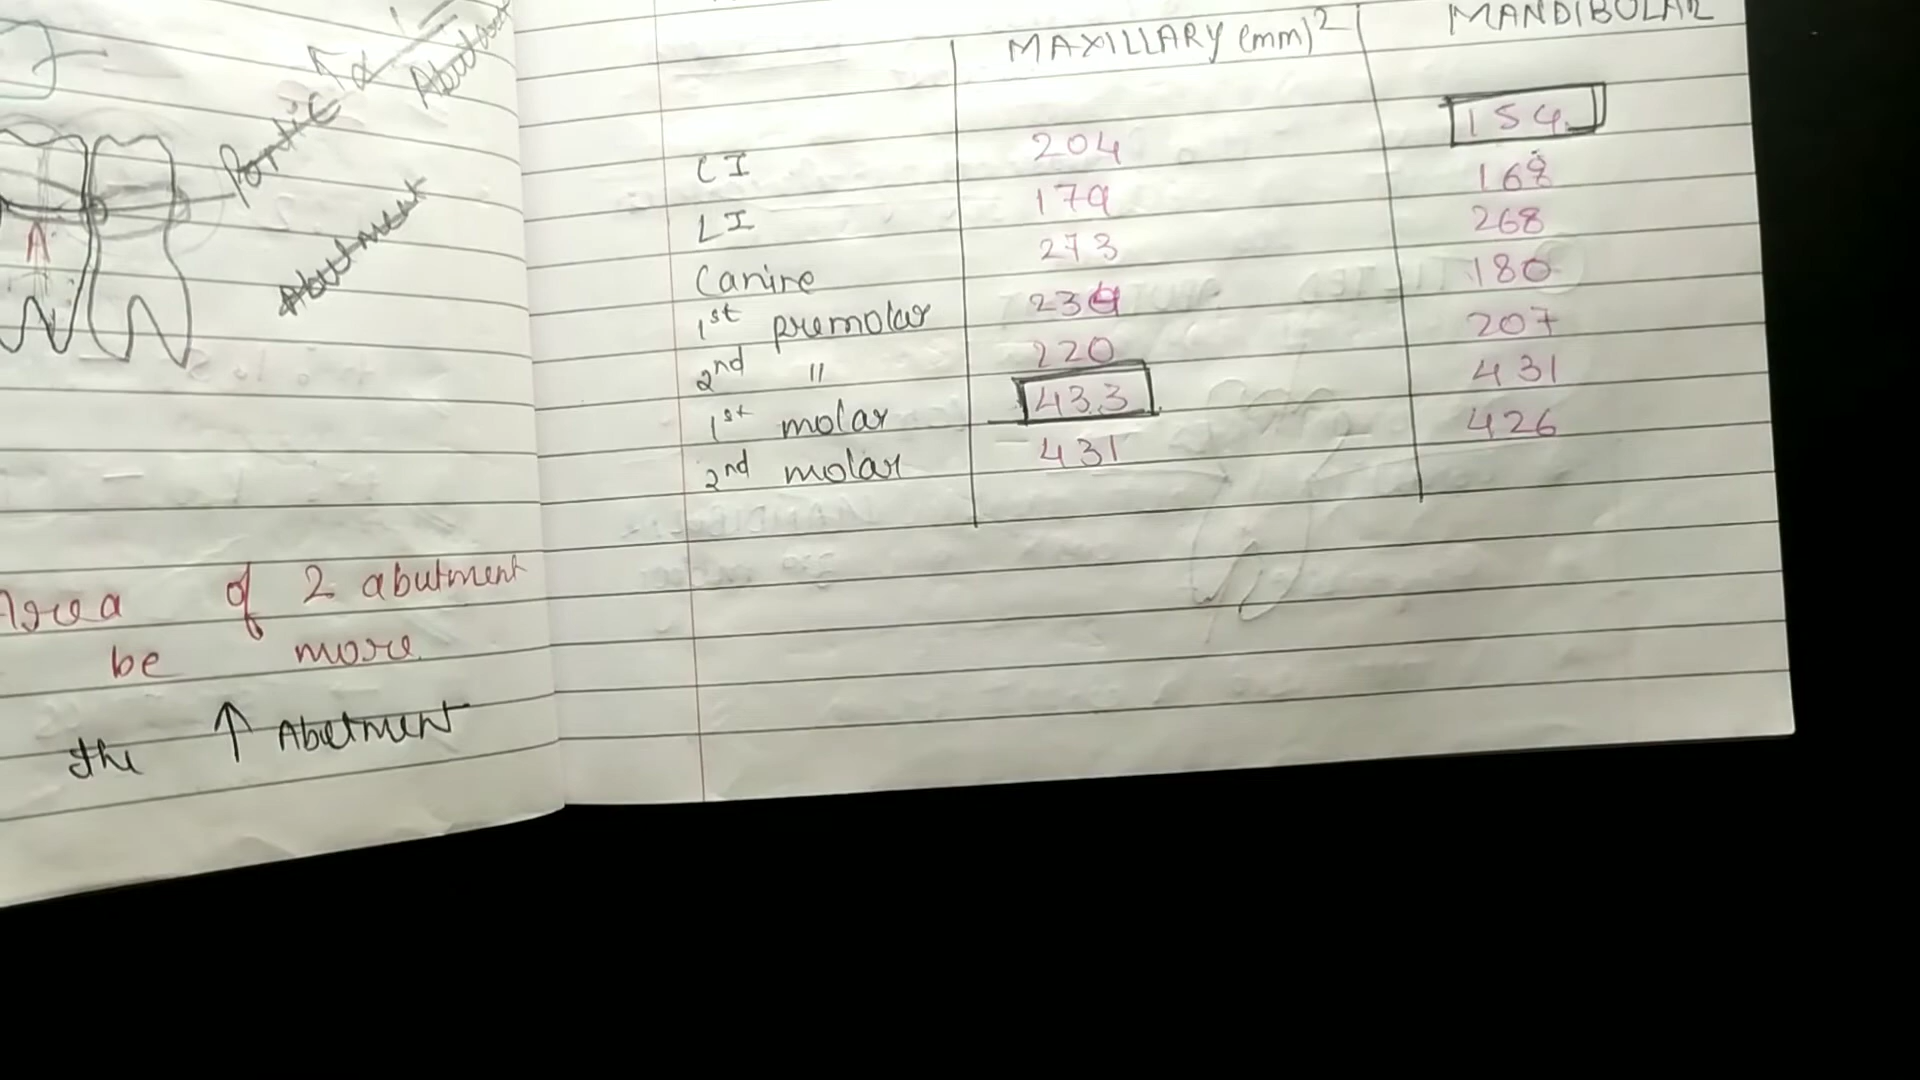 Pontic ↑ α 1
Abutment
A
Abutment
Area of 2 abutment
be more
the ↑ Abutment
MAXILLARY (mm)² MANDIBULAR
CI 204 154
LI 179 168
Canine 273 268
1st premolar 234 180
2nd " 220 207
1st molar 433 431
2nd molar 431 426